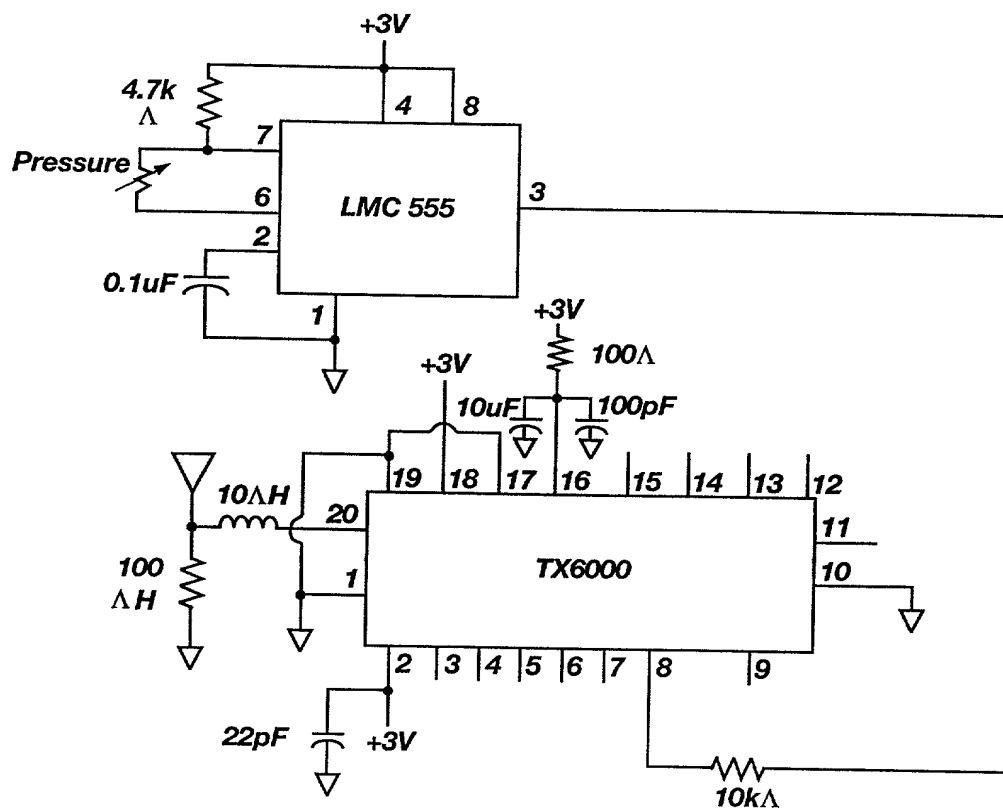 +3V
4.7k
Λ
4
8
7
Pressure
6
LMC 555
3
2
0.1uF
1
+3V
100Λ
+3V
10uF
100pF
19
18
17
16
15
14
13
12
10ΛH
20
11
100
ΛH
1
TX6000
10
2
3
4
5
6
7
8
9
22pF
+3V
10kΛ